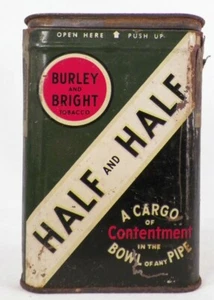 OPEN HERE PUSH UP
BURLEY
AND
BRIGHT
TOBACCO
HALF AND HALF
A CARGO
OF
Contentment
IN THE
BOWL OF ANY PIPE